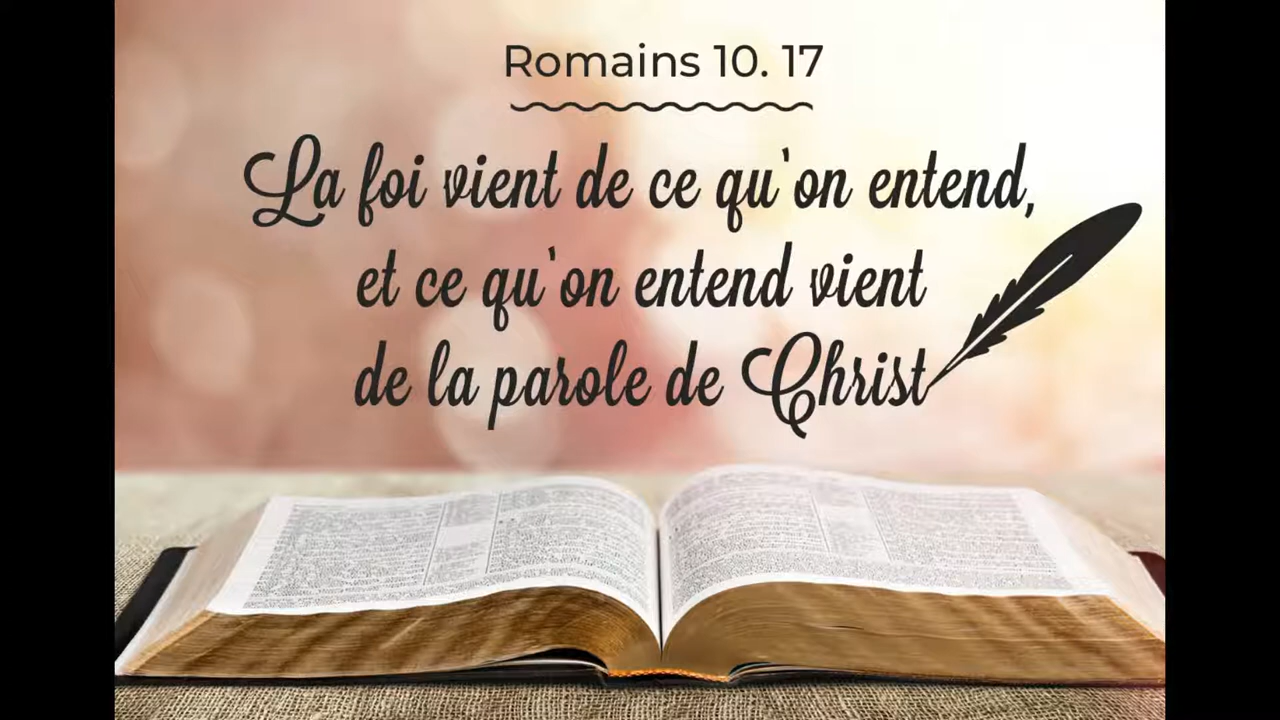 Romains 10. 17
La foi vient de ce qu'on entend,
et ce qu'on entend vient
de la parole de Christ